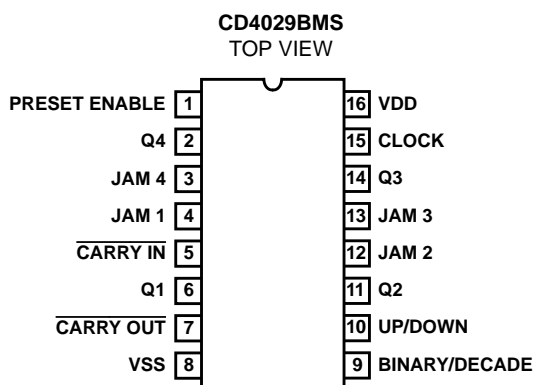 CD4029BMS
TOP VIEW
PRESET ENABLE 1 16 VDD
Q4 2 15 CLOCK
JAM 4 3 14 Q3
JAM 1 4 13 JAM 3
CARRY IN 5 12 JAM 2
Q1 6 11 Q2
CARRY OUT 7 10 UP/DOWN
VSS 8 9 BINARY/DECADE